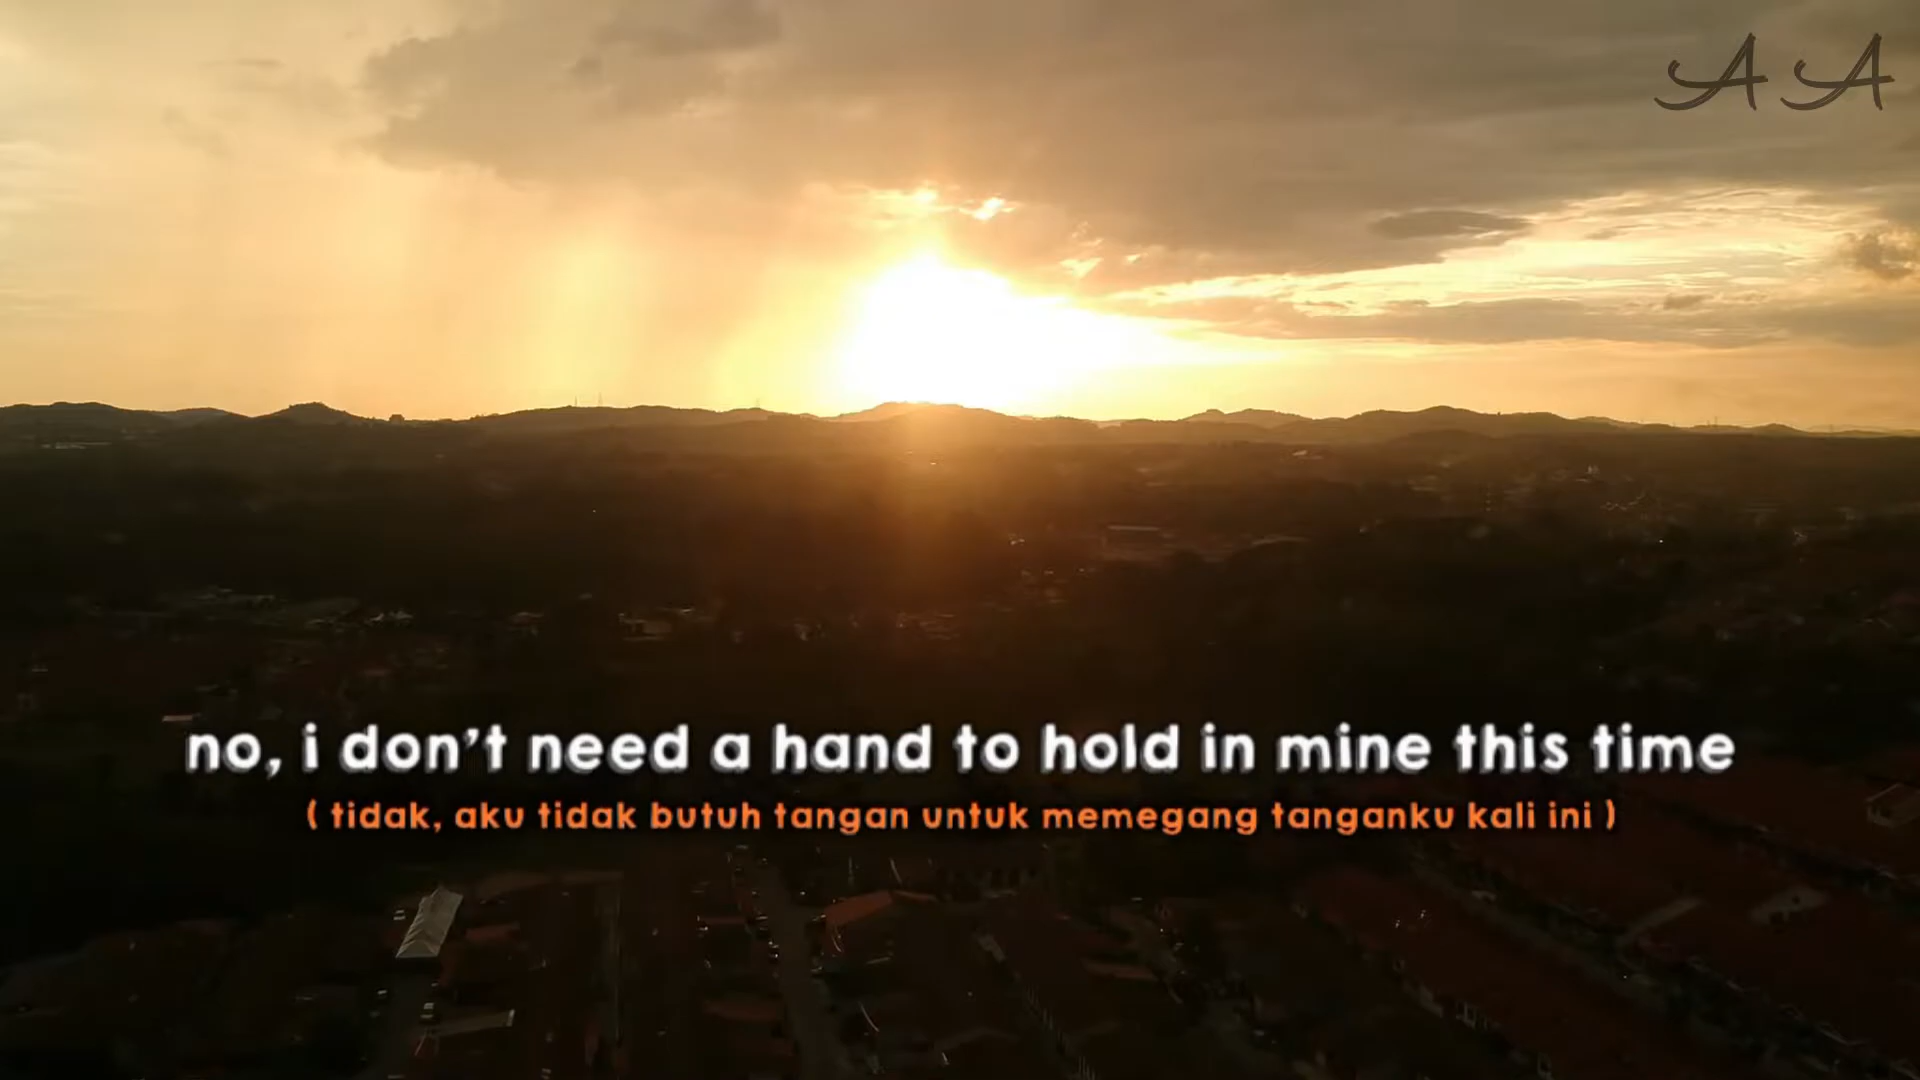 A A
no, i don't need a hand to hold in mine this time
( tidak, aku tidak butuh tangan untuk memegang tanganku kali ini )